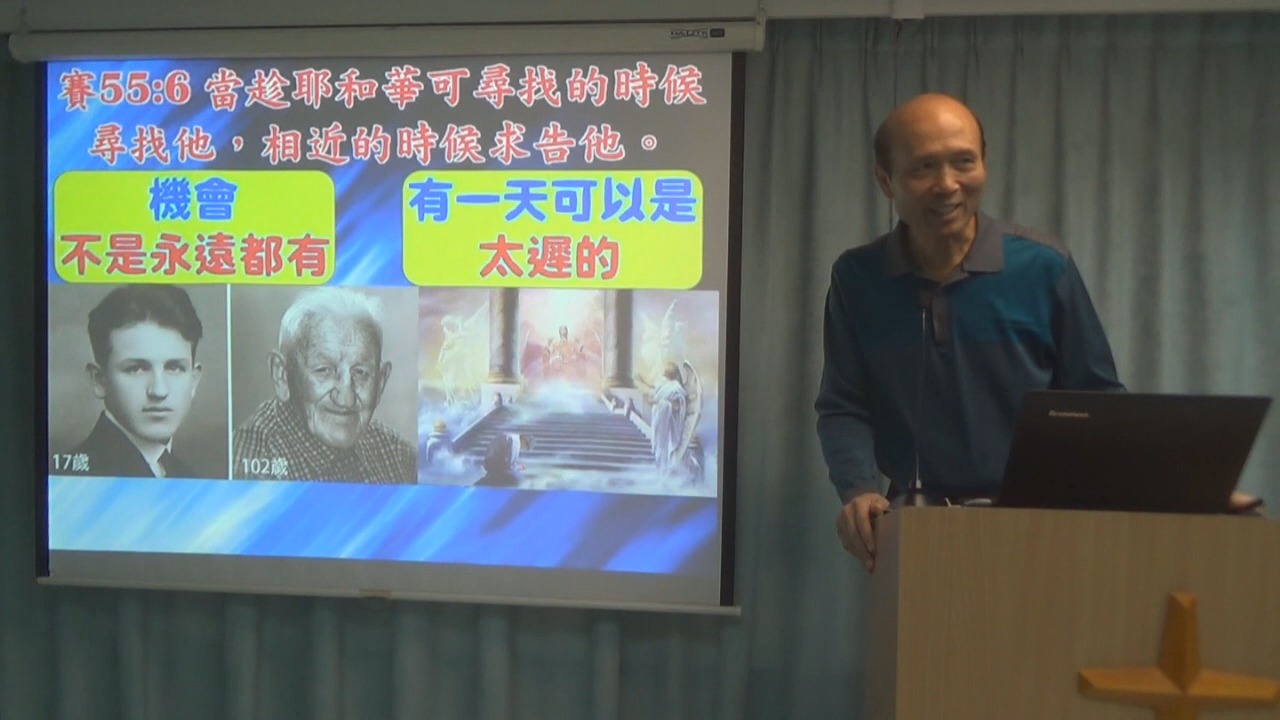 賽55:6 當趁耶和華可尋找的時候
尋找他，相近的時候求告他。
機會
不是永遠都有
有一天可以是
太遲的
17歲
102歲
lenovo